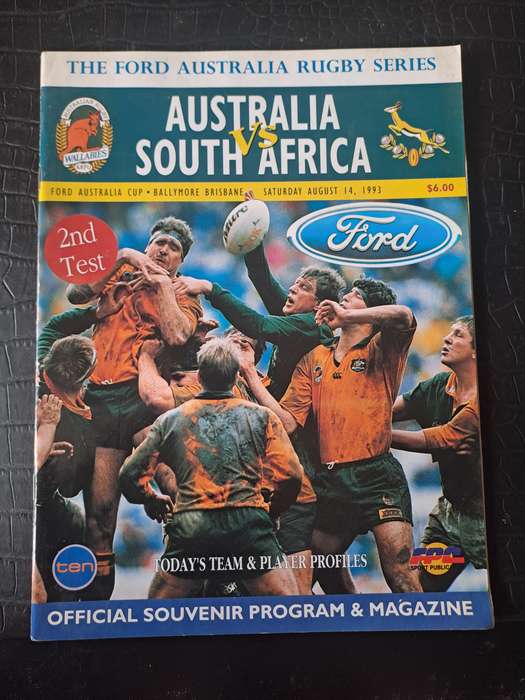 THE FORD AUSTRALIA RUGBY SERIES
AUSTRALIA
vs
SOUTH AFRICA
WALLABIES
FORD AUSTRALIA CUP • BALLYMORE BRISBANE • SATURDAY AUGUST 14, 1993 $6.00
2nd
Test
mitre
Ford
TODAY'S TEAM & PLAYER PROFILES
ten
SPORT PUBLIC
OFFICIAL SOUVENIR PROGRAM & MAGAZINE